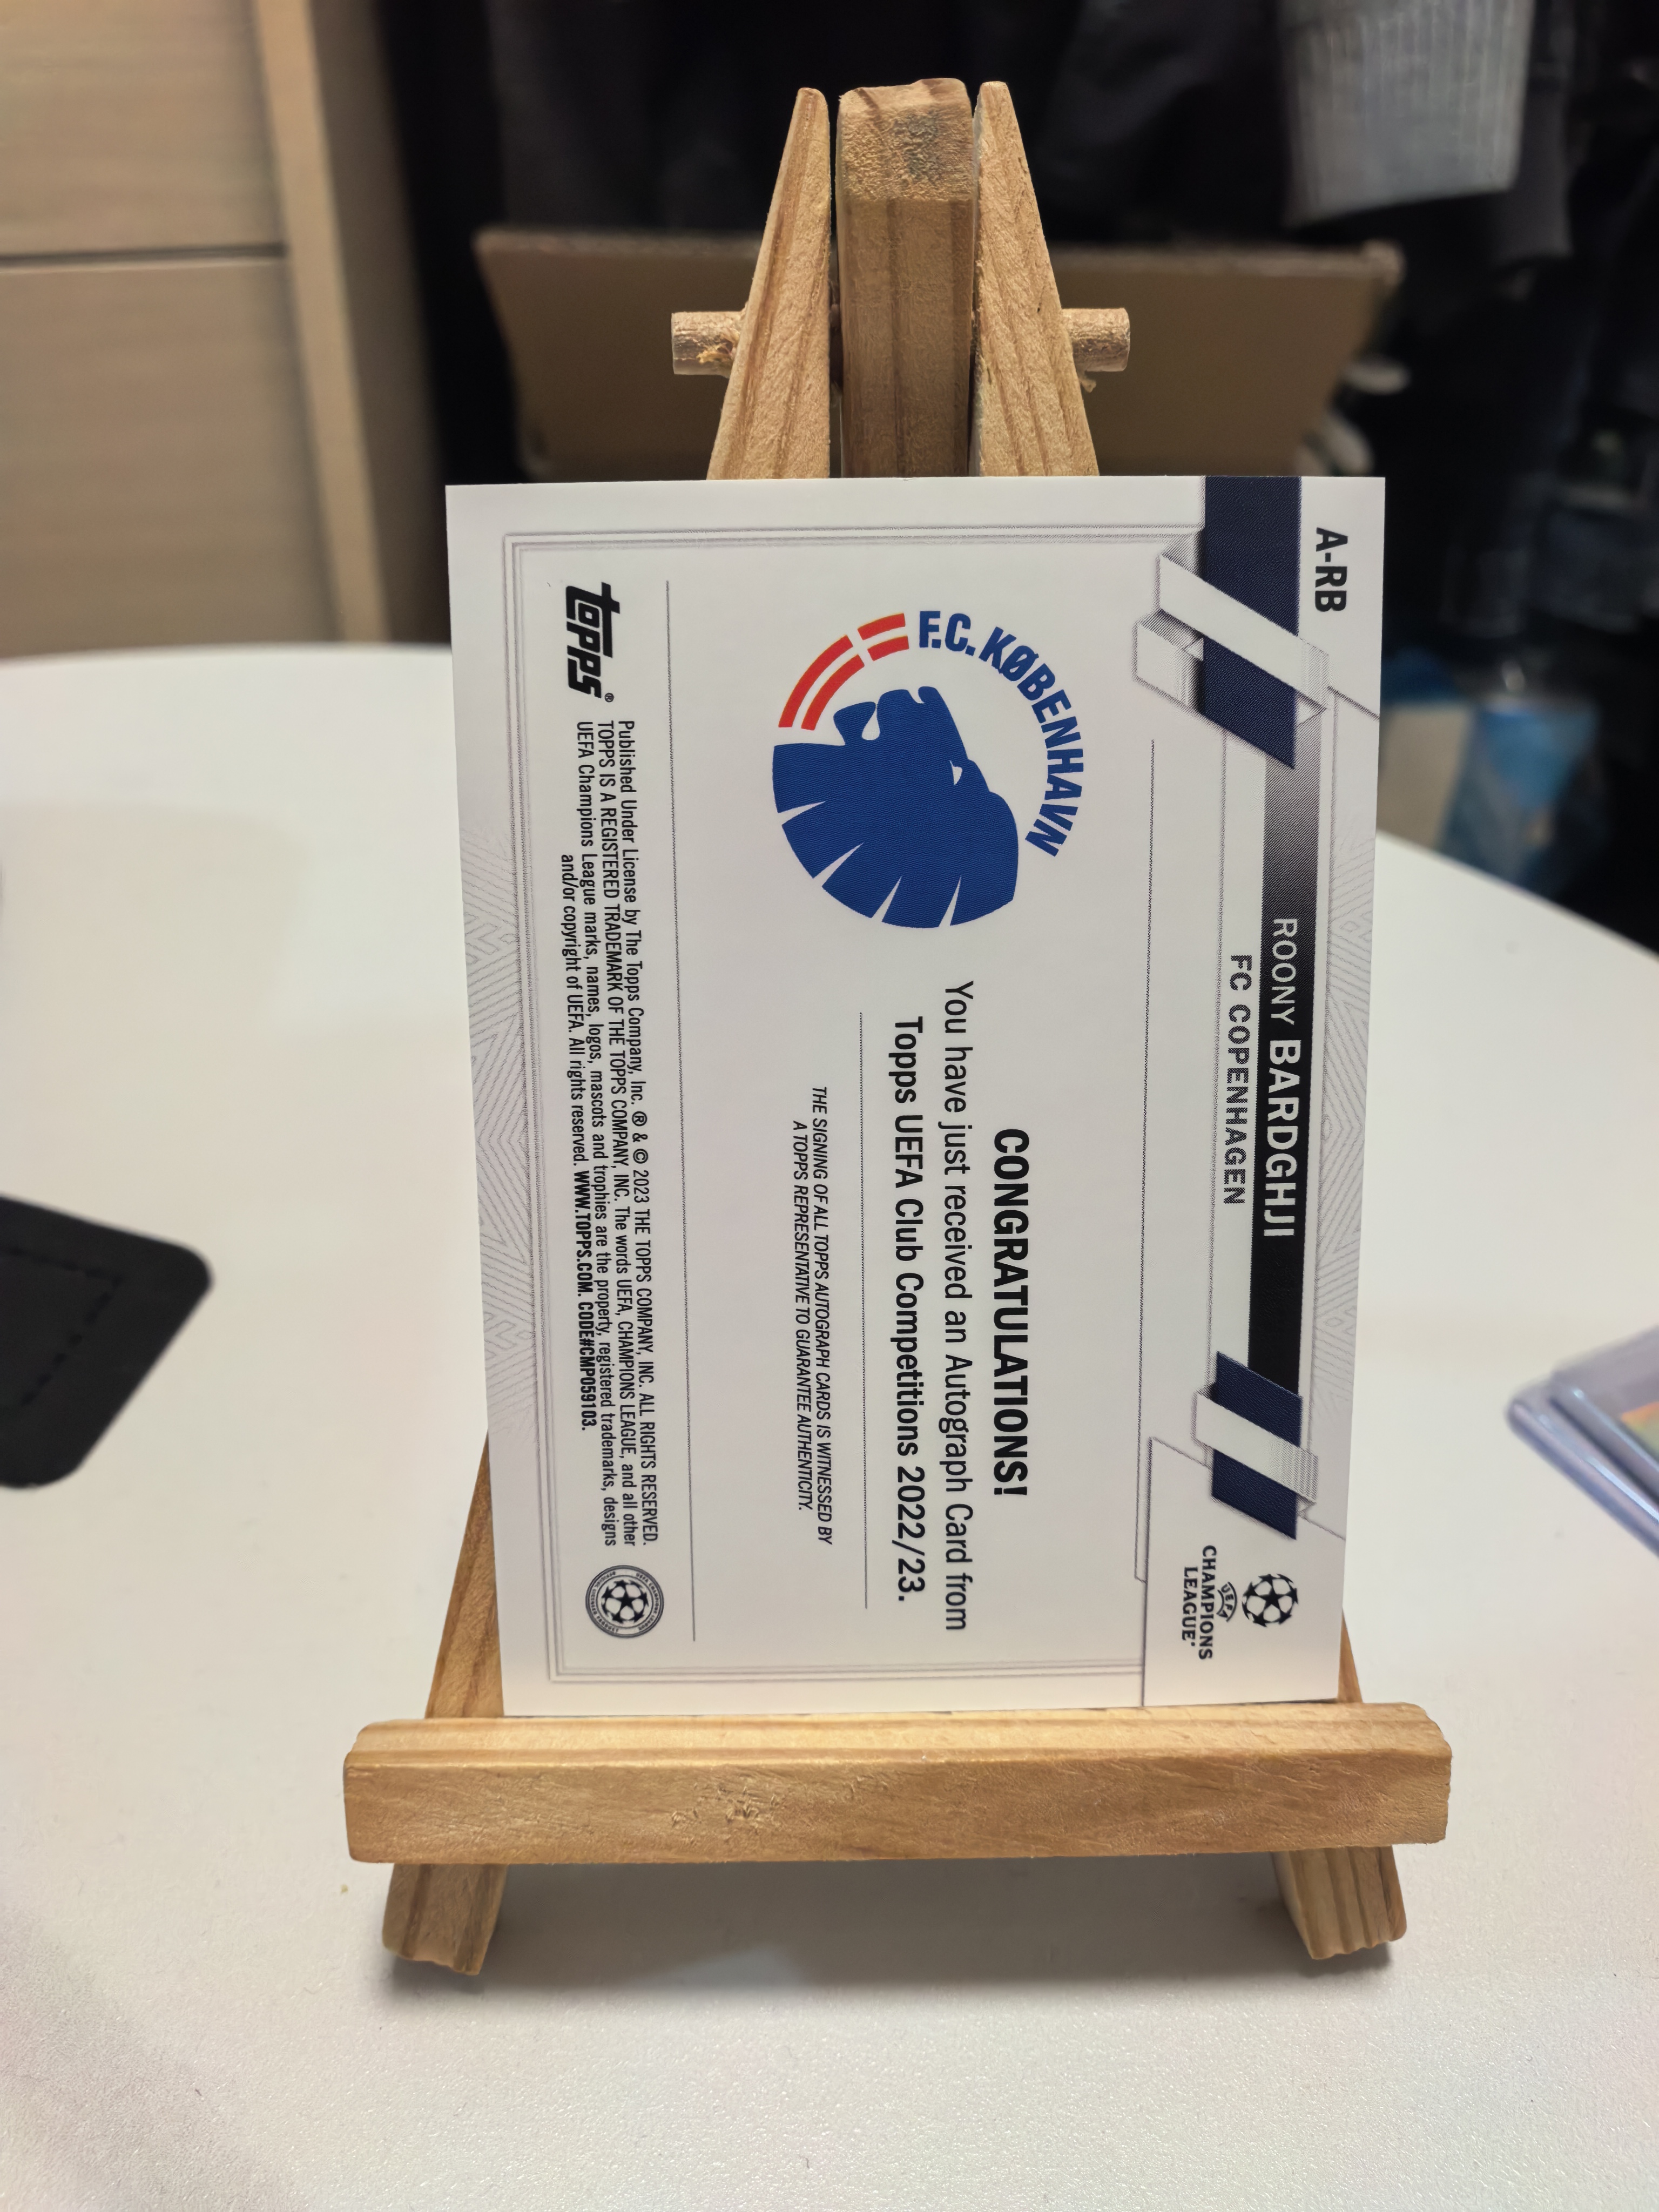 A-RB
ROONY BARDGHJI
FC COPENHAGEN
UEFA
CHAMPIONS
LEAGUE
F.C. KØBENHAVN
CONGRATULATIONS!
You have just received an Autograph Card from
Topps UEFA Club Competitions 2022/23.
THE SIGNING OF ALL TOPPS AUTOGRAPH CARDS IS WITNESSED BY
A TOPPS REPRESENTATIVE TO GUARANTEE AUTHENTICITY.
topps®
Published Under License by The Topps Company, Inc. ® & © 2023 THE TOPPS COMPANY, INC. ALL RIGHTS RESERVED.
TOPPS IS A REGISTERED TRADEMARK OF THE TOPPS COMPANY, INC. The words UEFA, CHAMPIONS LEAGUE, and all other
UEFA Champions League marks, names, logos, mascots and trophies are the property, registered trademarks, designs
and/or copyright of UEFA. All rights reserved. WWW.TOPPS.COM. CODE#CMP059103.